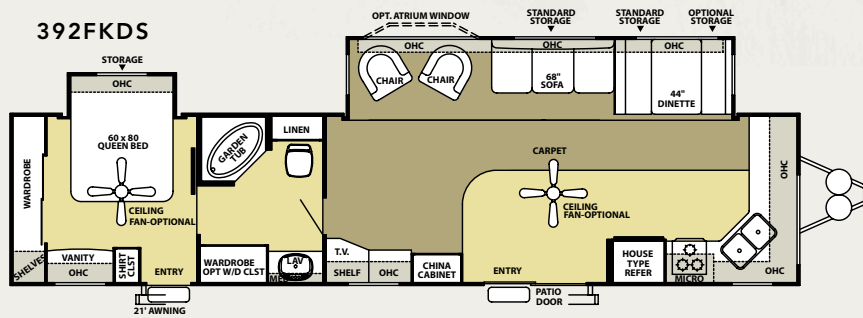 392FKDS
OPT. ATRIUM WINDOW
STANDARD
STORAGE
STANDARD
STORAGE
OPTIONAL
STORAGE
STORAGE
OHC
OHC
OHC
OHC
CHAIR
CHAIR
68"
SOFA
44"
DINETTE
WARDROBE
60 x 80
QUEEN BED
CEILING
FAN-OPTIONAL
GARDEN
TUB
LINEN
CARPET
CEILING
FAN-OPTIONAL
OHC
SHELVES
VANITY
OHC
SHIRT
CLST
ENTRY
WARDROBE
OPT W/D CLST
LAV
MED
T.V.
SHELF
OHC
CHINA
CABINET
ENTRY
HOUSE
TYPE
REFER
MICRO
OHC
21' AWNING
PATIO
DOOR